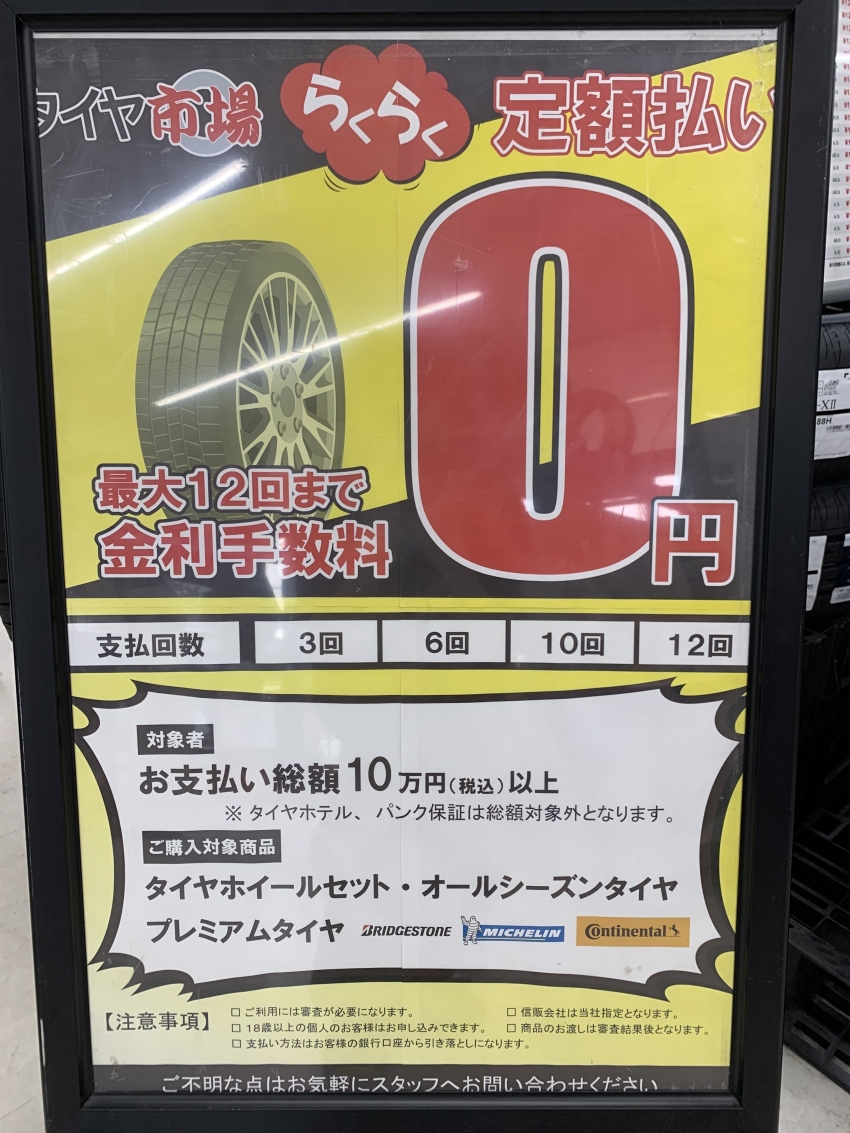 タイヤ市場 らくらく 定額払い
最大12回まで
金利手数料 0円
支払回数 3回 6回 10回 12回
対象者
お支払い総額10万円(税込)以上
※ タイヤホテル、パンク保証は総額対象外となります。
ご購入対象商品
タイヤホイールセット・オールシーズンタイヤ
プレミアムタイヤ BRIDGESTONE MICHELIN Continental
【注意事項】
□ ご利用には審査が必要になります。
□ 18歳以上の個人のお客様はお申し込みできます。
□ 支払い方法はお客様の銀行口座から引き落としになります。
□ 信販会社は当社指定となります。
□ 商品のお渡しは審査結果後となります。
ご不明な点はお気軽にスタッフへお問い合わせください
-XII
88H